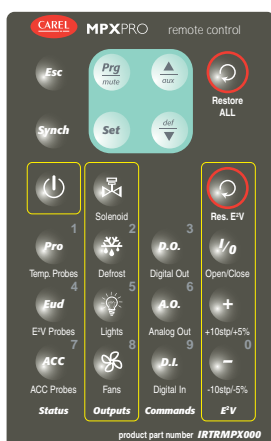 CAREL MPXPRO remote control
Esc Prg mute ▲ aux
Restore ALL
Synch Set def ▼
Solenoid Res. E²V
1 2 3
Pro D.O. I/0
Temp. Probes Defrost Digital Out Open/Close
4 5 6
Eud A.O. +
E²V Probes Lights Analog Out +10stp/+5%
7 8 9 0
ACC D.I. -
ACC Probes Fans Digital In -10stp/-5%
Status Outputs Commands E²V
product part number IRTRMPX000